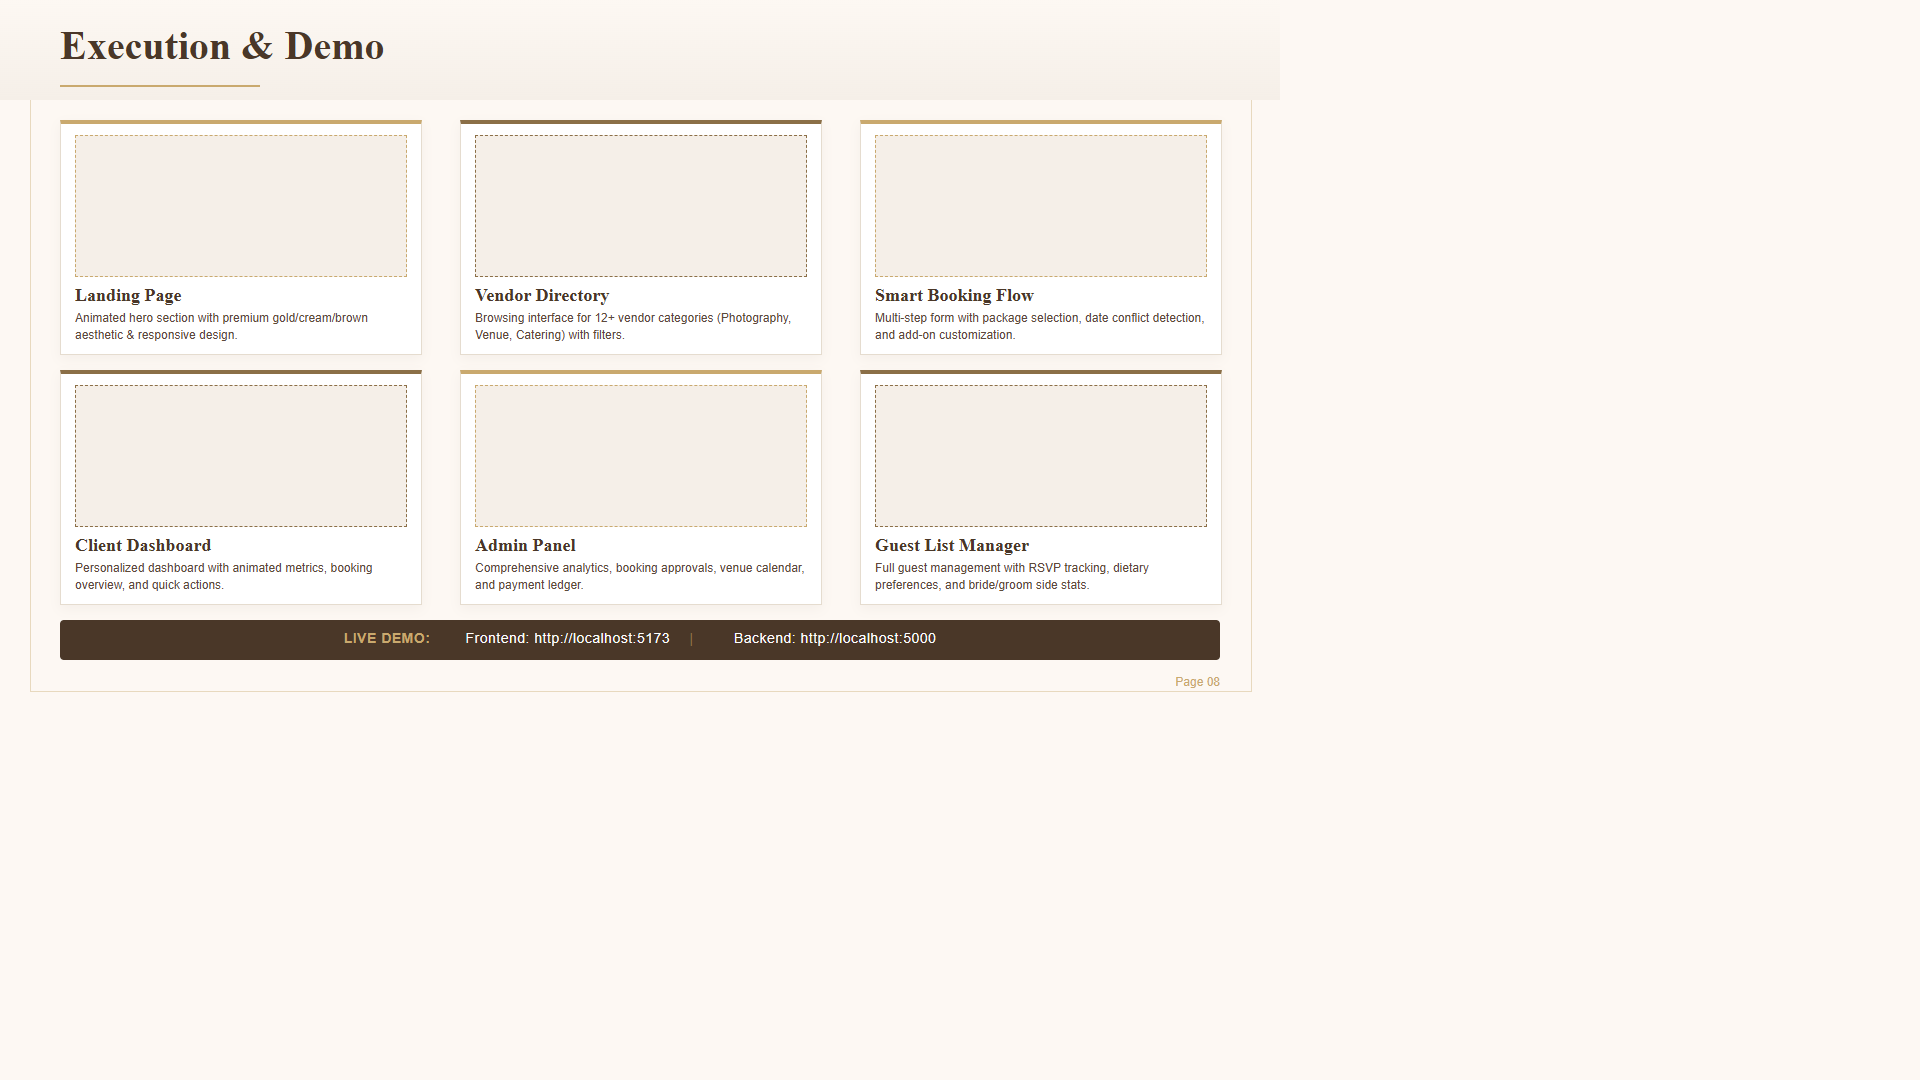 Execution & Demo
Landing Page
Animated hero section with premium gold/cream/brown
aesthetic & responsive design.
Vendor Directory
Browsing interface for 12+ vendor categories (Photography,
Venue, Catering) with filters.
Smart Booking Flow
Multi-step form with package selection, date conflict detection,
and add-on customization.
Client Dashboard
Personalized dashboard with animated metrics, booking
overview, and quick actions.
Admin Panel
Comprehensive analytics, booking approvals, venue calendar,
and payment ledger.
Guest List Manager
Full guest management with RSVP tracking, dietary
preferences, and bride/groom side stats.
LIVE DEMO: Frontend: http://localhost:5173 | Backend: http://localhost:5000
Page 08